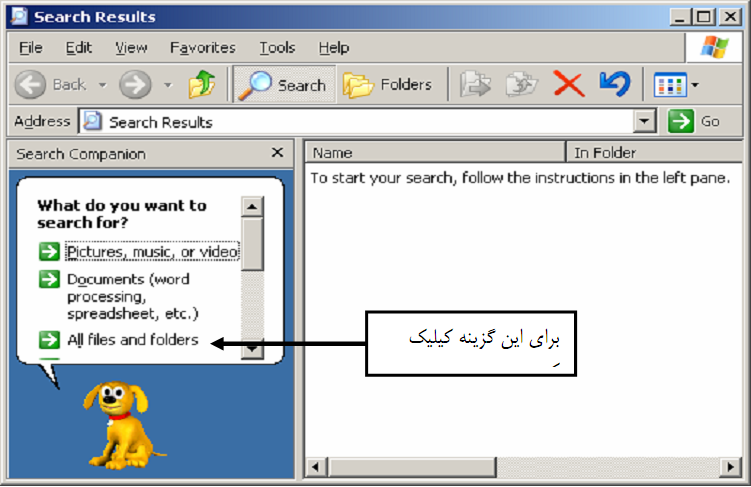 Search Results
File Edit View Favorites Tools Help
Back Search Folders
Address Search Results Go
Search Companion
Name In Folder
To start your search, follow the instructions in the left pane.
What do you want to
search for?
Pictures, music, or video
Documents (word
processing,
spreadsheet, etc.)
All files and folders
برای این گزینه کیلیک